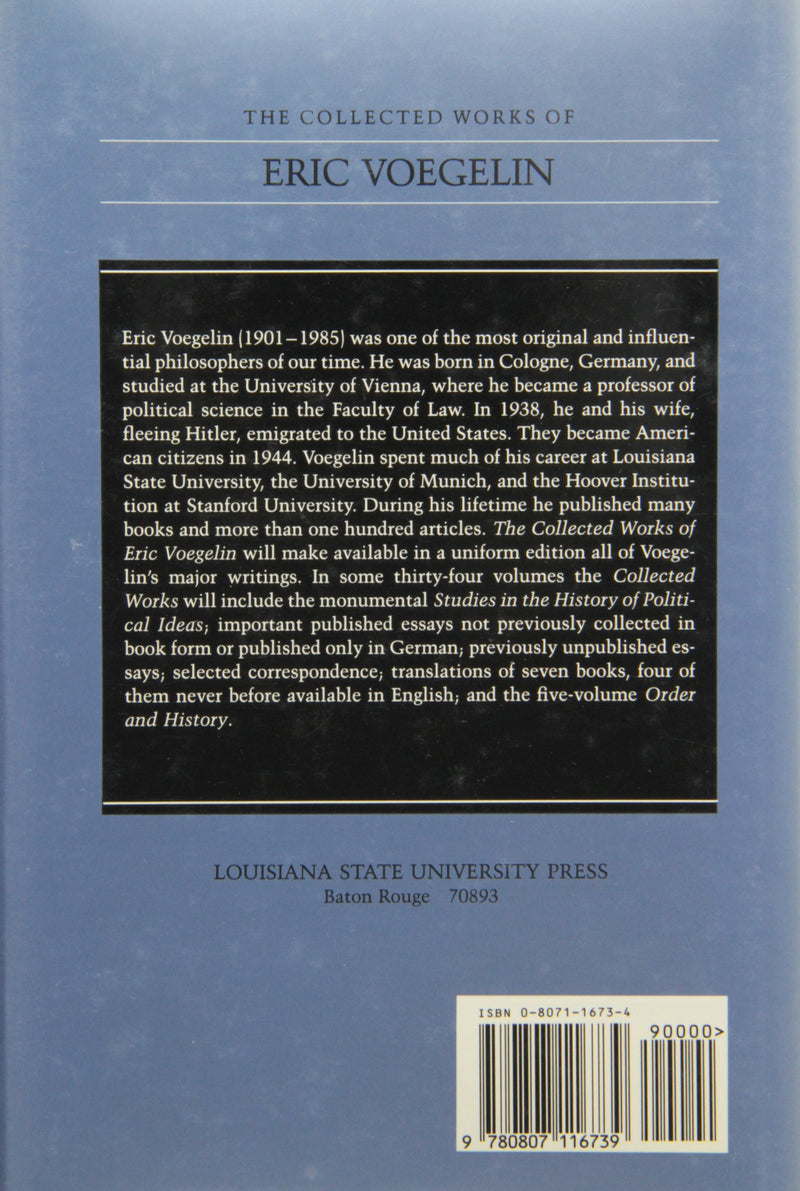 THE COLLECTED WORKS OF
ERIC VOEGELIN
Eric Voegelin (1901–1985) was one of the most original and influen-
tial philosophers of our time. He was born in Cologne, Germany, and
studied at the University of Vienna, where he became a professor of
political science in the Faculty of Law. In 1938, he and his wife,
fleeing Hitler, emigrated to the United States. They became Ameri-
can citizens in 1944. Voegelin spent much of his career at Louisiana
State University, the University of Munich, and the Hoover Institu-
tion at Stanford University. During his lifetime he published many
books and more than one hundred articles. The Collected Works of
Eric Voegelin will make available in a uniform edition all of Voege-
lin's major writings. In some thirty-four volumes the Collected
Works will include the monumental Studies in the History of Politi-
cal Ideas; important published essays not previously collected in
book form or published only in German; previously unpublished es-
says; selected correspondence; translations of seven books, four of
them never before available in English; and the five-volume Order
and History.
LOUISIANA STATE UNIVERSITY PRESS
Baton Rouge 70893
ISBN 0-8071-1673-4
90000>
9 780807 116739